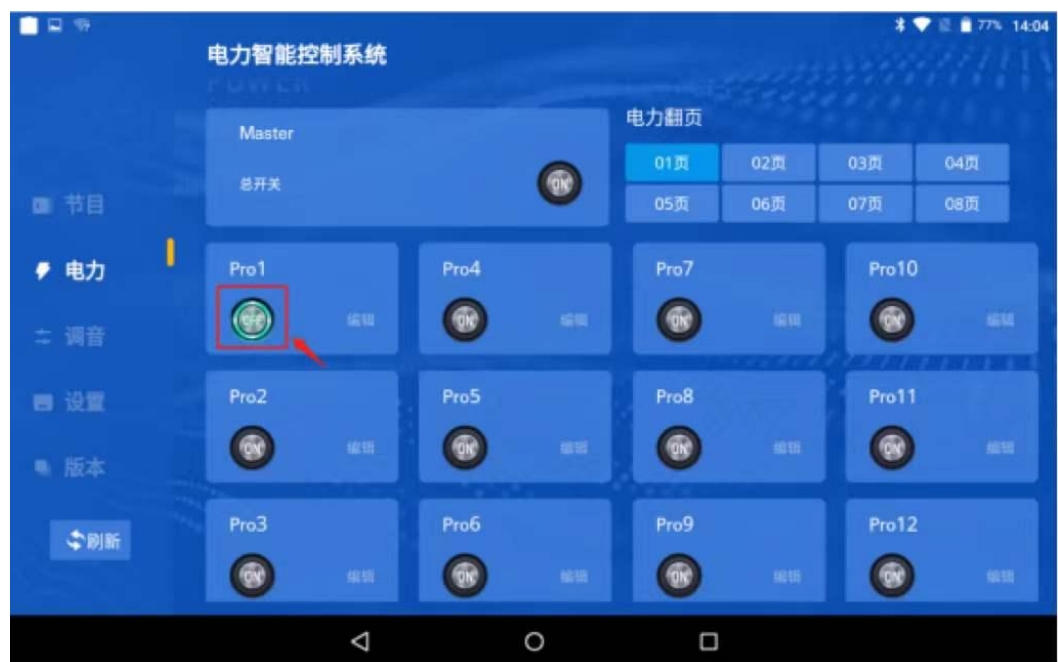 77% 14:04
电力智能控制系统
POWER
Master
总开关
ON
电力翻页
01页 02页 03页 04页
05页 06页 07页 08页
节目
电力
调音
设置
版本
刷新
Pro1
OFF 编辑
Pro4
ON 编辑
Pro7
ON 编辑
Pro10
ON 编辑
Pro2
ON 编辑
Pro5
ON 编辑
Pro8
ON 编辑
Pro11
ON 编辑
Pro3
ON 编辑
Pro6
ON 编辑
Pro9
ON 编辑
Pro12
ON 编辑